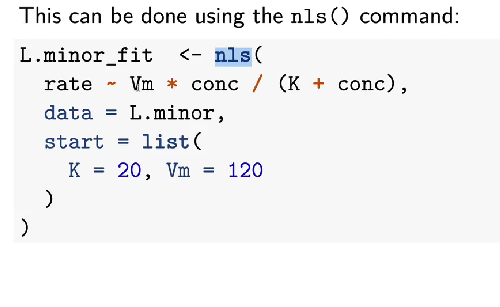 This can be done using the nls() command:
L.minor_fit <- nls(
rate ~ Vm * conc / (K + conc),
data = L.minor,
start = list(
K = 20, Vm = 120
)
)